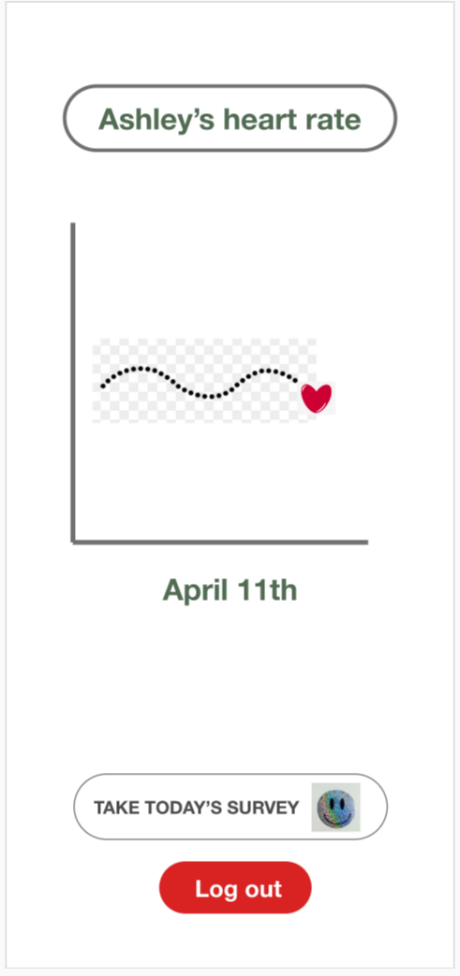 Ashley’s heart rate
April 11th
TAKE TODAY’S SURVEY
Log out